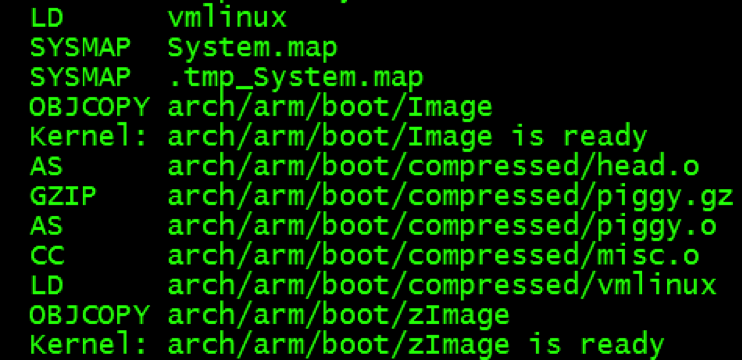 LD vmlinux
SYSMAP System.map
SYSMAP .tmp_System.map
OBJCOPY arch/arm/boot/Image
Kernel: arch/arm/boot/Image is ready
AS arch/arm/boot/compressed/head.o
GZIP arch/arm/boot/compressed/piggy.gz
AS arch/arm/boot/compressed/piggy.o
CC arch/arm/boot/compressed/misc.o
LD arch/arm/boot/compressed/vmlinux
OBJCOPY arch/arm/boot/zImage
Kernel: arch/arm/boot/zImage is ready